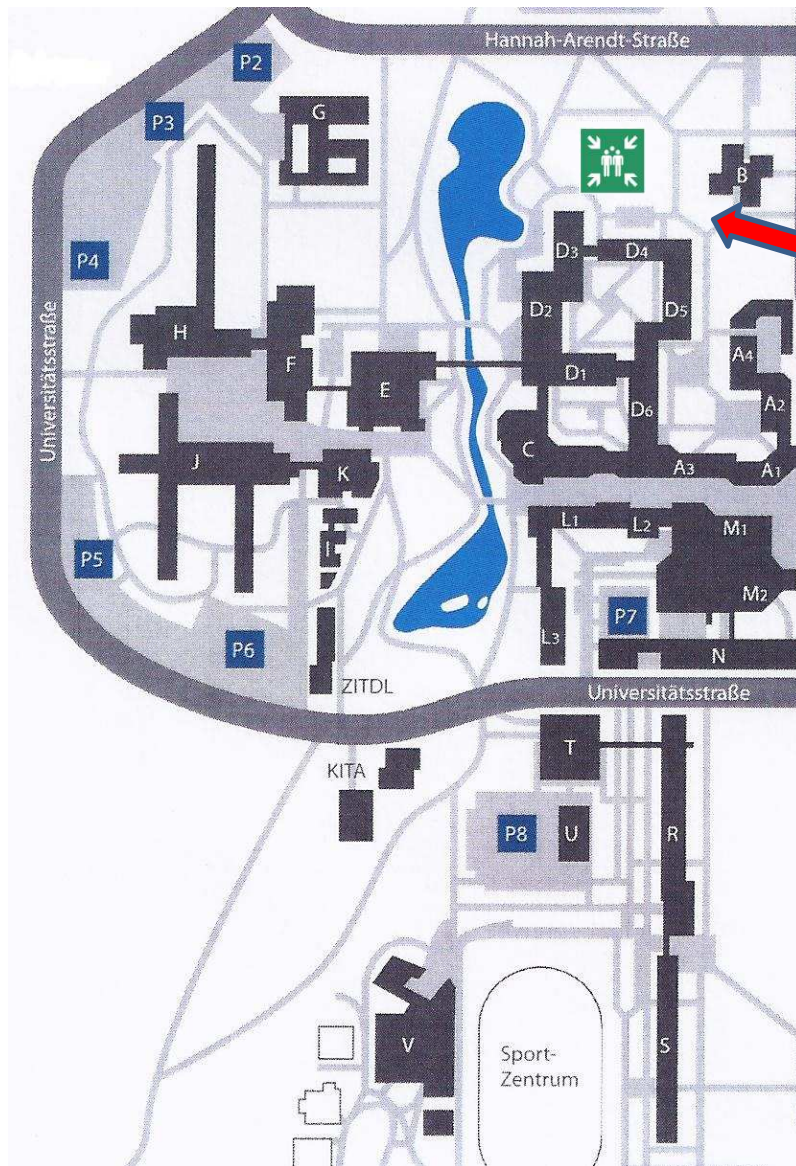 Hannah-Arendt-Straße
P2
P3
G
B
P4
D3
D4
Universitätsstraße
H
D2
D5
F
E
D1
A4
D6
A2
J
K
C
A3
A1
L1
L2
M1
I
P5
P7
M2
P6
L3
N
ZITDL
Universitätsstraße
T
KITA
P8
U
R
V
S
Sport-
Zentrum